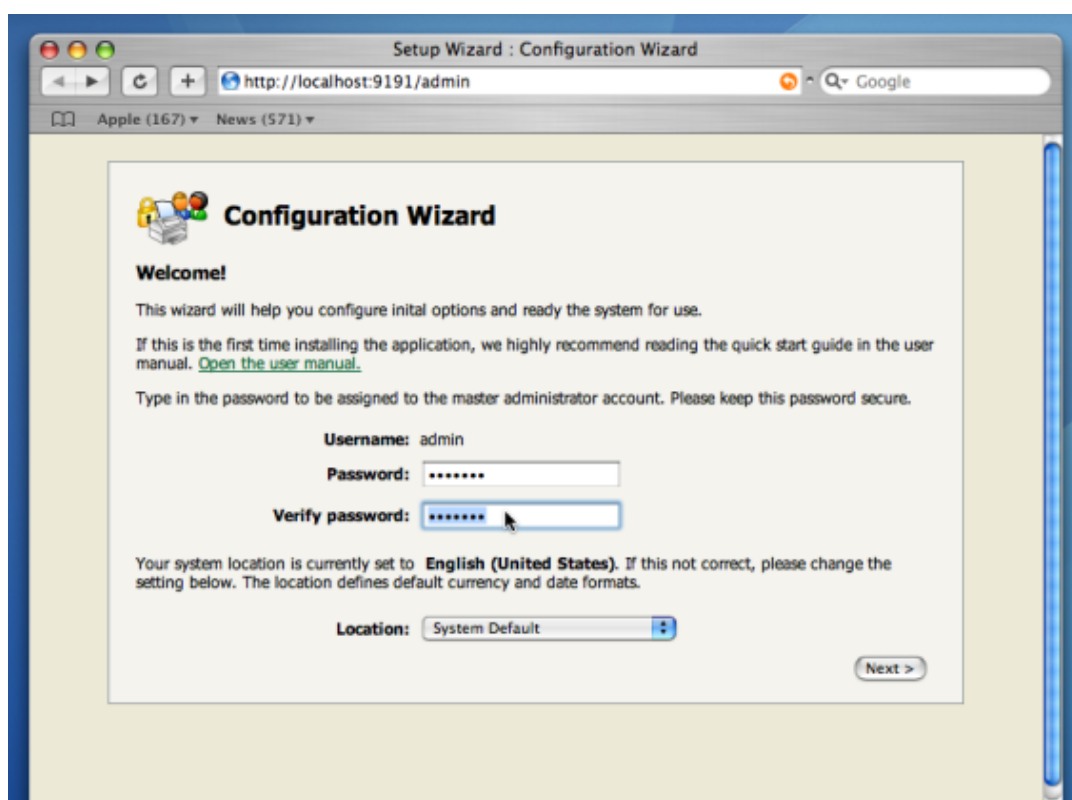 Setup Wizard : Configuration Wizard
http://localhost:9191/admin
Google
Apple (167) News (571)
Configuration Wizard
Welcome!
This wizard will help you configure inital options and ready the system for use.
If this is the first time installing the application, we highly recommend reading the quick start guide in the user
manual. Open the user manual.
Type in the password to be assigned to the master administrator account. Please keep this password secure.
Username: admin
Password: •••••••
Verify password: •••••••
Your system location is currently set to English (United States). If this not correct, please change the
setting below. The location defines default currency and date formats.
Location: System Default
Next >